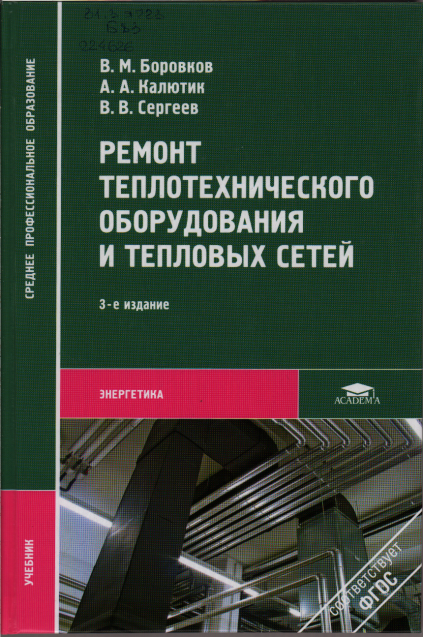 В. М. Боровков
А. А. Калютик
В. В. Сергеев
РЕМОНТ
ТЕПЛОТЕХНИЧЕСКОГО
ОБОРУДОВАНИЯ
И ТЕПЛОВЫХ СЕТЕЙ
3-е издание
СРЕДНЕЕ ПРОФЕССИОНАЛЬНОЕ ОБРАЗОВАНИЕ
ЭНЕРГЕТИКА
ACADEMA
УЧЕБНИК
соответствует
ФГОС